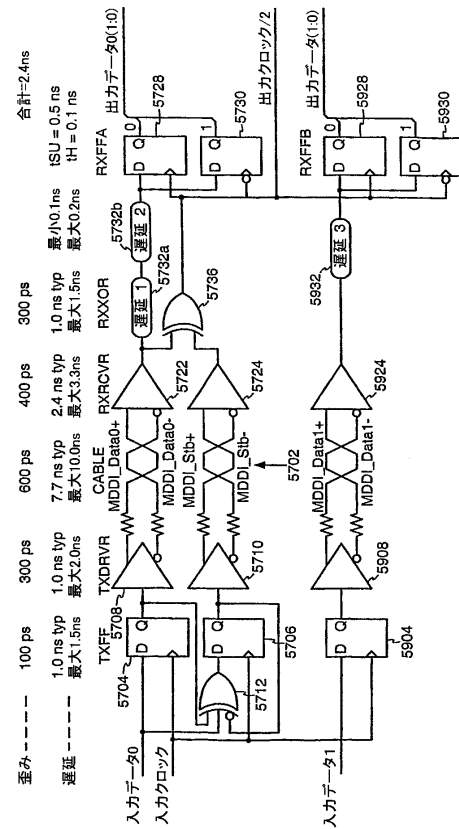 歪み---- 100 ps 300 ps 600 ps 400 ps 300 ps 合計=2.4ns
遅延---- 1.0 ns typ 1.0 ns typ 7.7 ns typ 2.4 ns typ 1.0 ns typ 最小0.1ns tSU = 0.5 ns
最大1.5ns 最大2.0ns 最大10.0ns 最大3.3ns 最大1.5ns 最大0.2ns tH = 0.1 ns
TXFF TXDRVR CABLE RXRCVR RXXOR RXFFA
入力データ0
入力クロック
5704
D Q
5708
MDDI_Data0+
MDDI_Data0-
5722
遅延 1
5732a
遅延 2
5732b
D Q 0
5728
出力データ0(1:0)
5712
5706
Q
5710
MDDI_Stb+
MDDI_Stb-
5724
5736
D Q 1
5730
5702
出力クロック/2
入力データ1
D Q
5904
5908
MDDI_Data1+
MDDI_Data1-
5924
遅延 3
5932
RXFFB
D Q 0
5928
出力データ(1:0)
D Q 1
5930